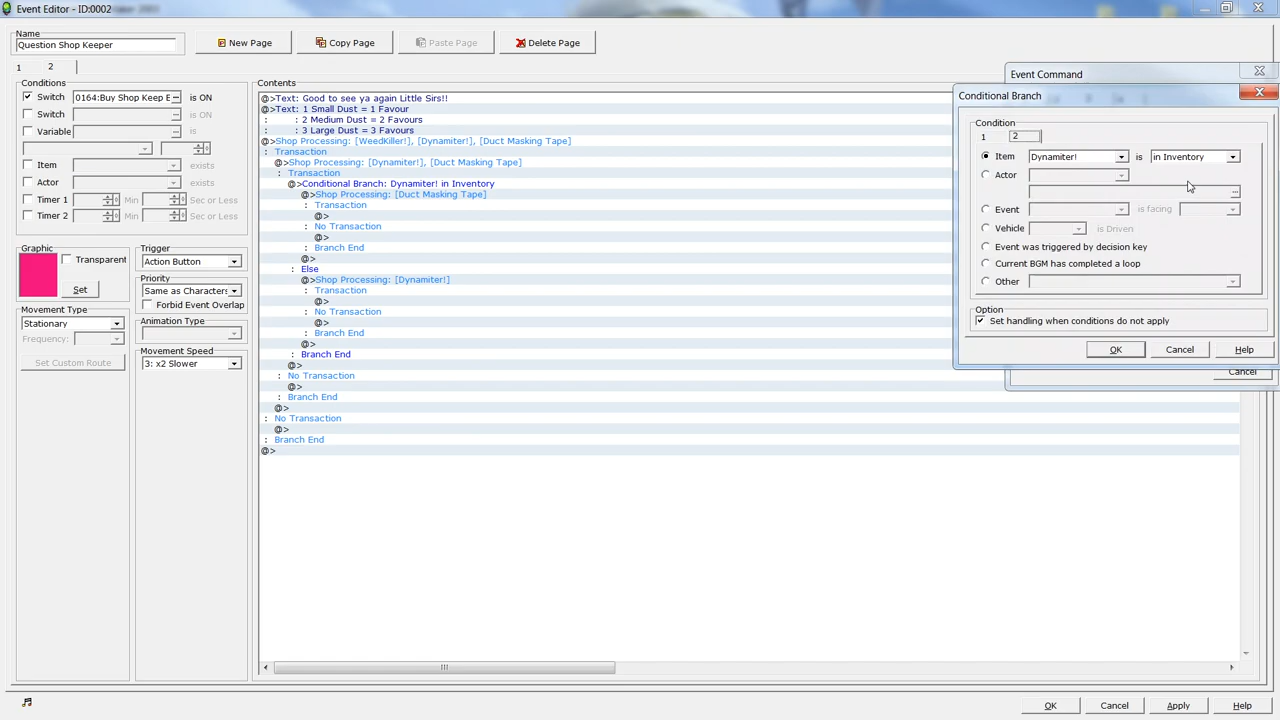 Event Editor - ID:0002
Name
Question Shop Keeper
New Page
Copy Page
Paste Page
Delete Page
1 2
Conditions
Switch 0164:Buy Shop Keep E ... is ON
Switch ... is ON
Variable ... is
Item exists
Actor exists
Timer 1 Min Sec or Less
Timer 2 Min Sec or Less
Graphic
Transparent
Set
Trigger
Action Button
Priority
Same as Characters
Forbid Event Overlap
Movement Type
Stationary
Frequency:
Set Custom Route
Animation Type
Movement Speed
3: x2 Slower
Contents
@>Text: Good to see ya again Little Sirs!!
@>Text: 1 Small Dust = 1 Favour
: : 2 Medium Dust = 2 Favours
: : 3 Large Dust = 3 Favours
@>Shop Processing: [WeedKiller!], [Dynamiter!], [Duct Masking Tape]
: Transaction
@>Shop Processing: [Dynamiter!], [Duct Masking Tape]
: Transaction
@>Conditional Branch: Dynamiter! in Inventory
@>Shop Processing: [Duct Masking Tape]
: Transaction
@>
: No Transaction
@>
: Branch End
@>
: Else
@>Shop Processing: [Dynamiter!]
: Transaction
@>
: No Transaction
@>
: Branch End
@>
: Branch End
@>
: No Transaction
@>
: Branch End
@>
: No Transaction
@>
: Branch End
@>
Event Command
Conditional Branch
Condition
1 2
Item Dynamiter! is in Inventory
Actor
...
Event is facing
Vehicle is Driven
Event was triggered by decision key
Current BGM has completed a loop
Other
Option
Set handling when conditions do not apply
OK Cancel Help
Cancel
OK Cancel Apply Help